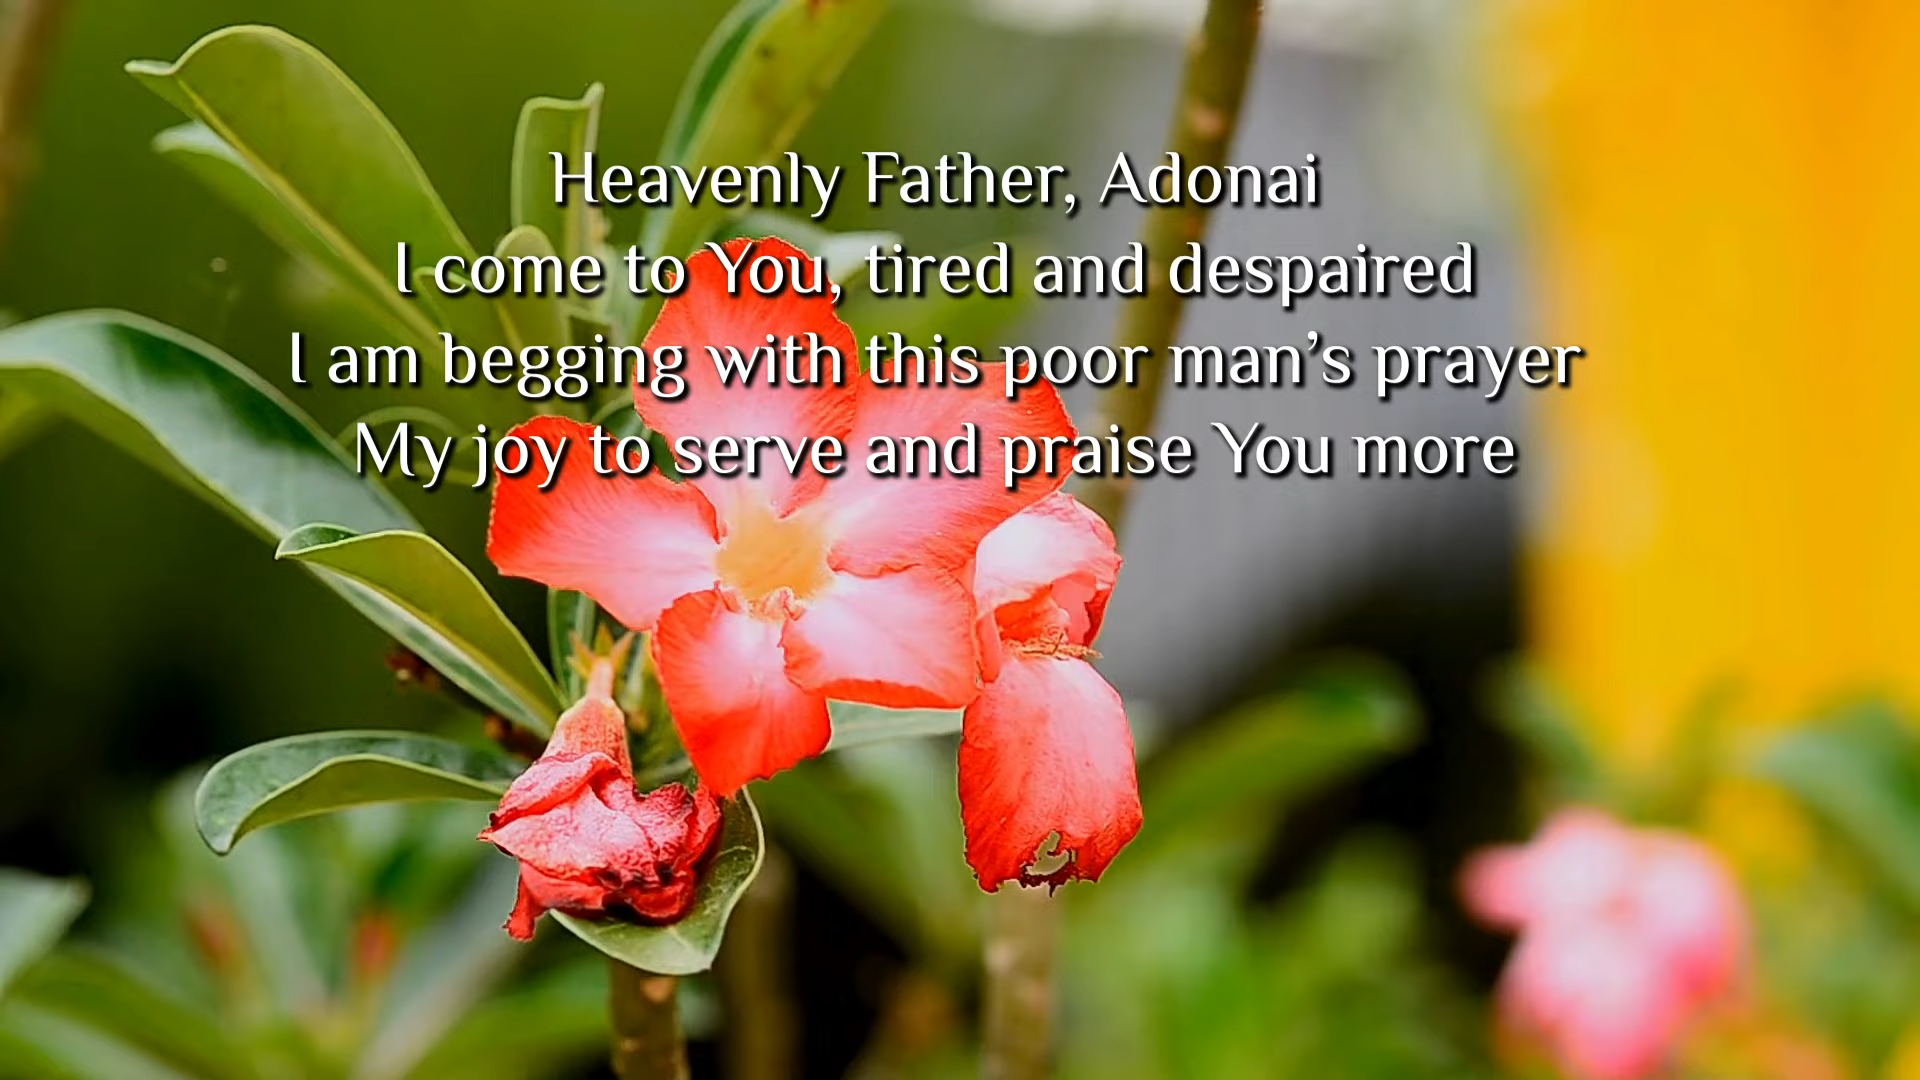 Heavenly Father, Adonai
I come to You, tired and despaired
I am begging with this poor man’s prayer
My joy to serve and praise You more